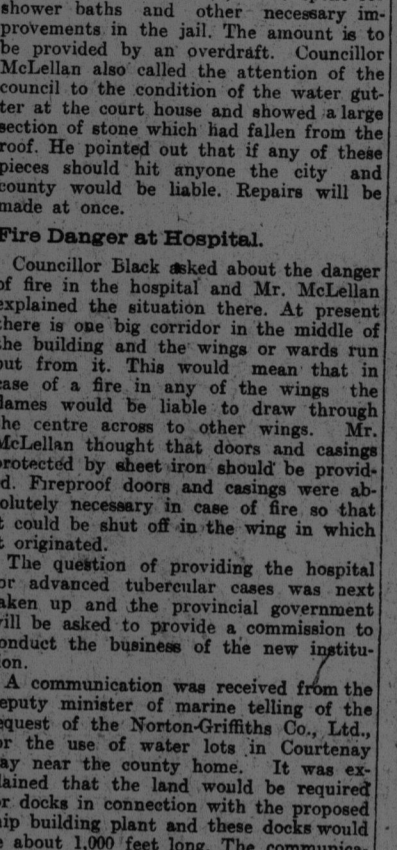 shower baths and other necessary im-
provements in the jail. The amount is to
be provided by an overdraft. Councillor
McLellan also called the attention of the
council to the condition of the water gut-
ter at the court house and showed a large
section of stone which had fallen from the
roof. He pointed out that if any of these
pieces should hit anyone the city and
county would be liable. Repairs will be
made at once.
Fire Danger at Hospital.
Councillor Black asked about the danger
of fire in the hospital and Mr. McLellan
explained the situation there. At present
there is one big corridor in the middle of
the building and the wings or wards run
out from it. This would mean that in
case of a fire in any of the wings the
flames would be liable to draw through
the centre across to other wings. Mr.
McLellan thought that doors and casings
protected by sheet iron should be provid-
ed. Fireproof doors and casings were ab-
solutely necessary in case of fire so that
it could be shut off in the wing in which
it originated.
The question of providing the hospital
for advanced tubercular cases was next
taken up and the provincial government
will be asked to provide a commission to
conduct the business of the new institu-
tion.
A communication was received from the
deputy minister of marine telling of the
request of the Norton-Griffiths Co., Ltd.,
for the use of water lots in Courtenay
Bay near the county home. It was ex-
plained that the land would be required
for docks in connection with the proposed
ship building plant and these docks would
be about 1,000 feet long. The communica-